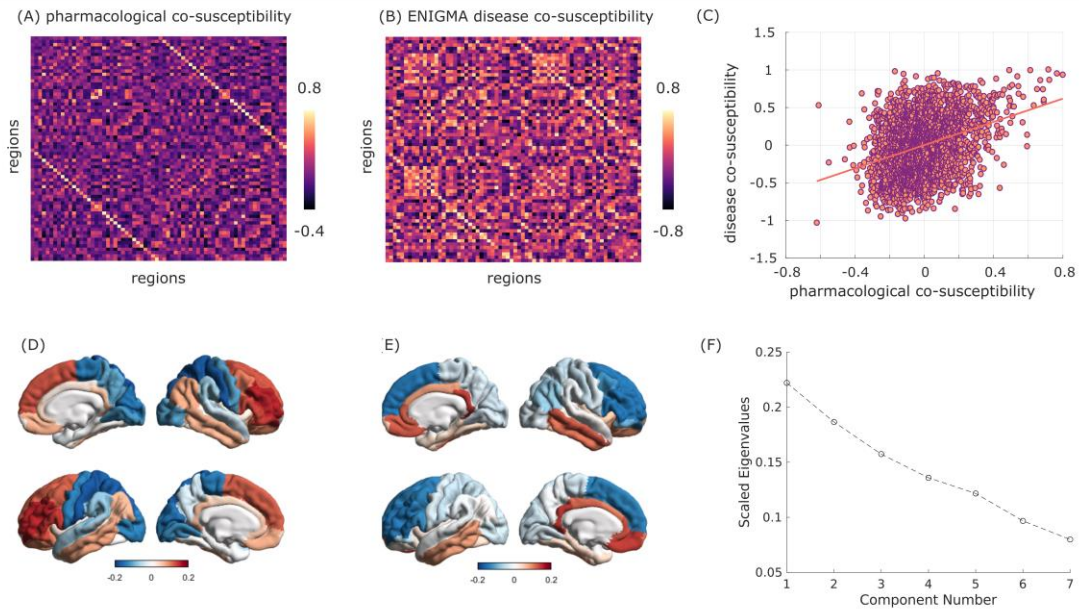 (A) pharmacological co-susceptibility
regions
0.8
-0.4
regions
(B) ENIGMA disease co-susceptibility
regions
0.8
-0.8
regions
(C)
disease co-susceptibility
1.5
1
0.5
0
-0.5
-1
-1.5
-0.8
-0.4
0
0.4
0.8
pharmacological co-susceptibility
(D)
-0.2
0
0.2
(E)
-0.2
0
0.2
(F)
Scaled Eigenvalues
0.25
0.2
0.15
0.1
0.05
1
2
3
4
5
6
7
Component Number